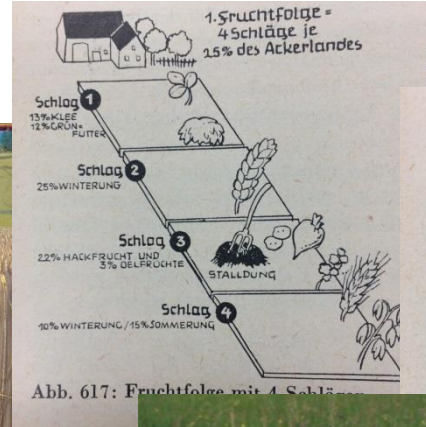 1. Fruchtfolge =
4 Schläge je
25% des Ackerlandes
Schlag 1
13% KLEE
12% GRÜN=
FUTTER
Schlag 2
25% WINTERUNG
Schlag 3
22% HACKFRUCHT UND
3% OELFRÜCHTE
STALLDUNG
Schlag 4
10% WINTERUNG / 15% SOMMERUNG
Abb. 617: Fruchtfolge mit 4 Schlägen